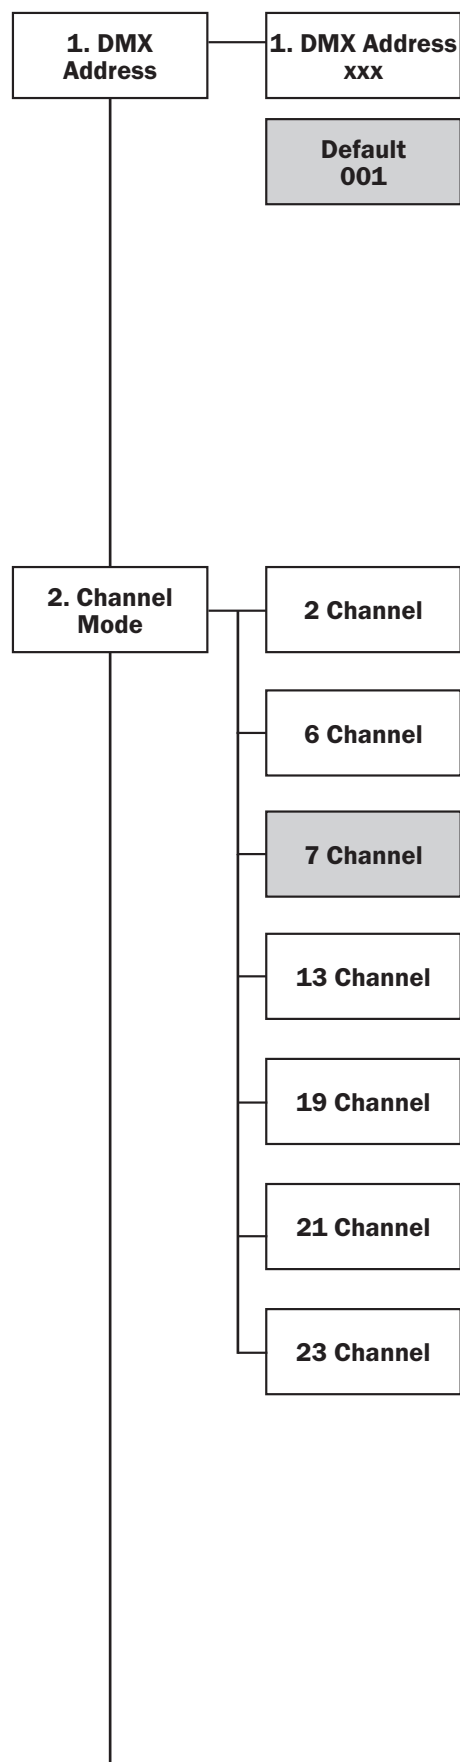 1. DMX
Address
1. DMX Address
xxx
Default
001
2. Channel
Mode
2 Channel
6 Channel
7 Channel
13 Channel
19 Channel
21 Channel
23 Channel